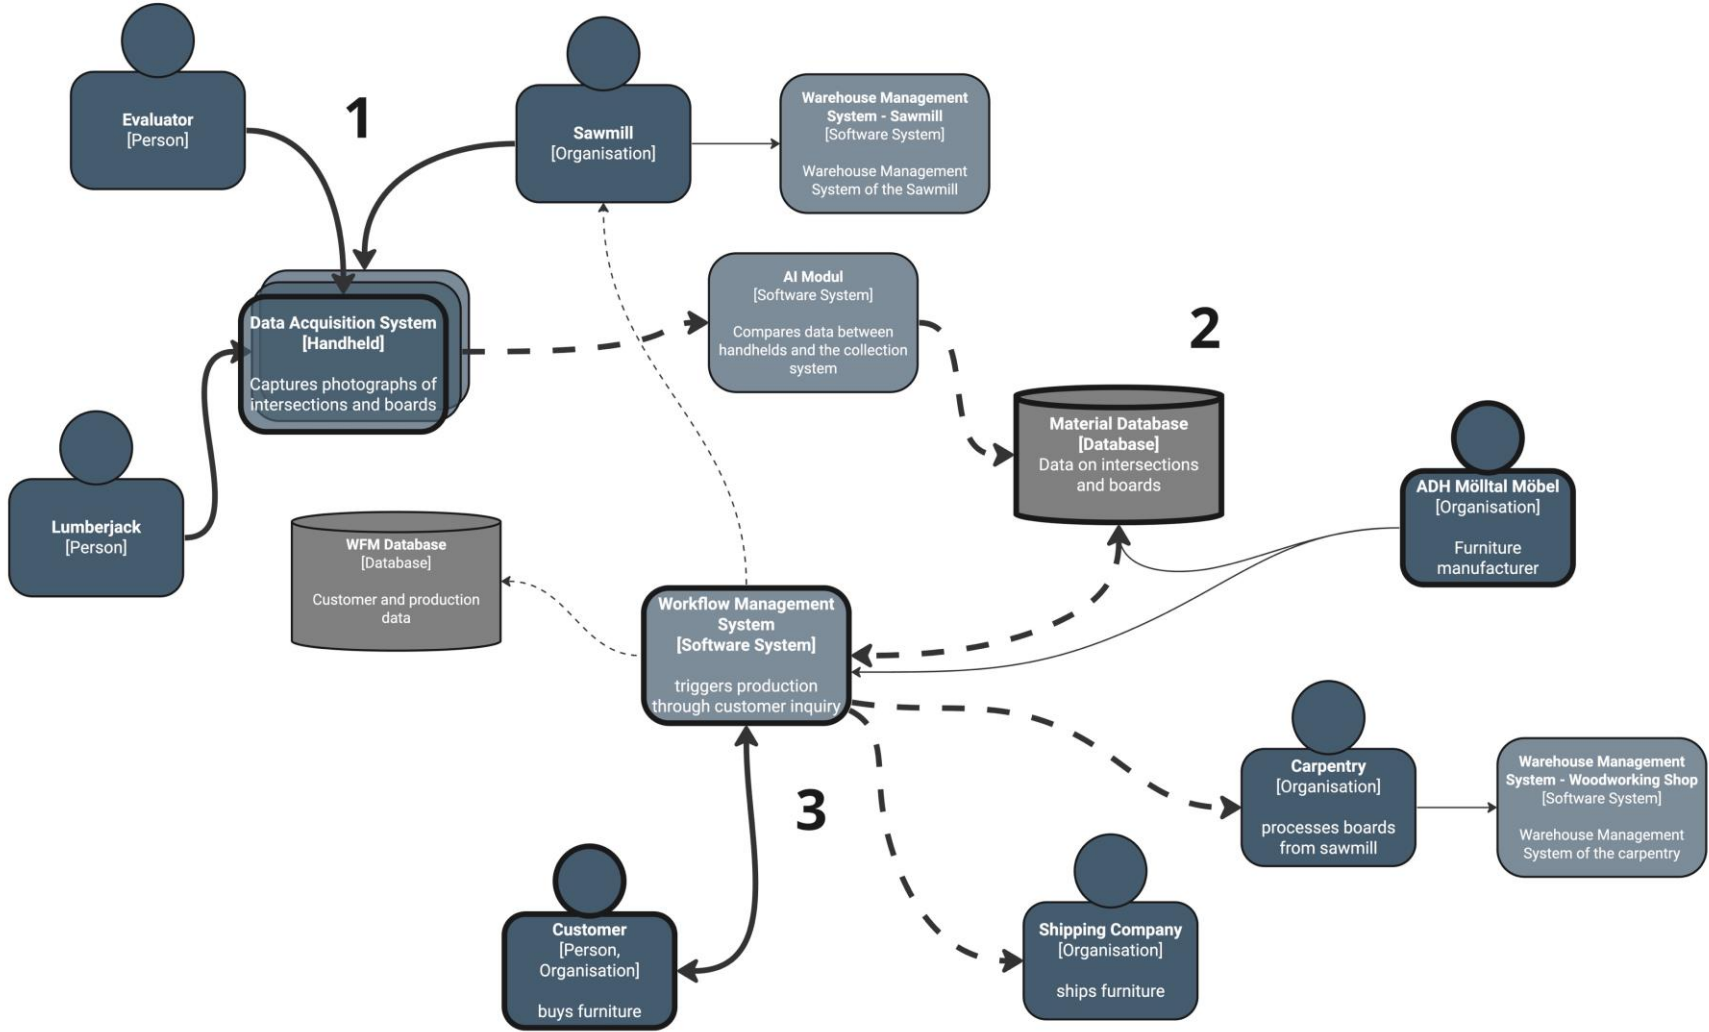 Evaluator
[Person]
1
Sawmill
[Organisation]
Warehouse Management
System - Sawmill
[Software System]
Warehouse Management
System of the Sawmill
Data Acquisition System
[Handheld]
Captures photographs of
intersections and boards
AI Modul
[Software System]
Compares data between
handhelds and the collection
system
2
Material Database
[Database]
Data on intersections
and boards
ADH Mölltal Möbel
[Organisation]
Furniture
manufacturer
Lumberjack
[Person]
WFM Database
[Database]
Customer and production
data
Workflow Management
System
[Software System]
triggers production
through customer inquiry
3
Carpentry
[Organisation]
processes boards
from sawmill
Warehouse Management
System - Woodworking Shop
[Software System]
Warehouse Management
System of the carpentry
Customer
[Person,
Organisation]
buys furniture
Shipping Company
[Organisation]
ships furniture